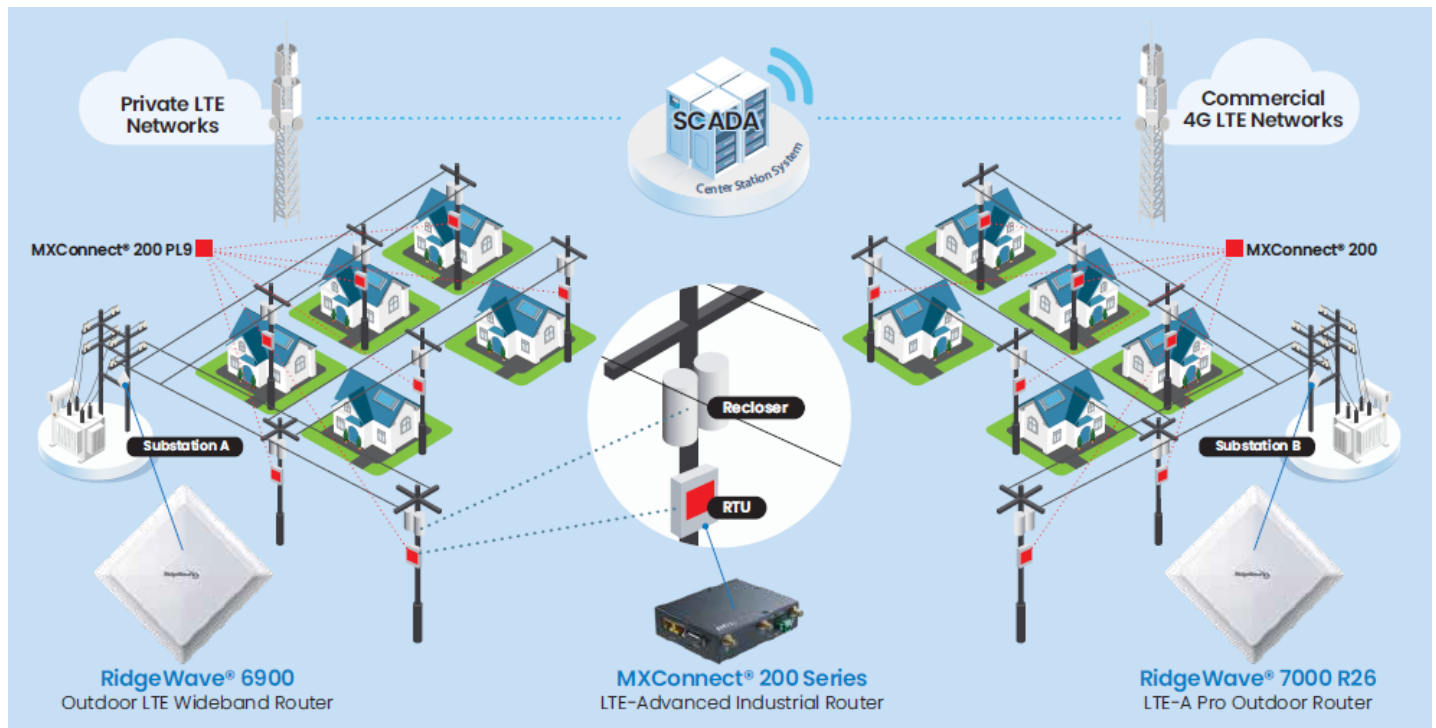 Private LTE
Networks
SCADA
Center Station System
Commercial
4G LTE Networks
MXConnect® 200 PL9
MXConnect® 200
Recloser
Substation A
Substation B
RTU
RidgeWave
RidgeWave
RidgeWave® 6900
Outdoor LTE Wideband Router
MXConnect® 200 Series
LTE-Advanced Industrial Router
RidgeWave® 7000 R26
LTE-A Pro Outdoor Router